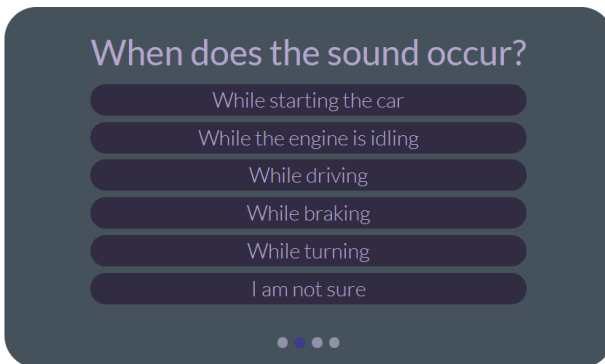 When does the sound occur?
While starting the car
While the engine is idling
While driving
While braking
While turning
I am not sure